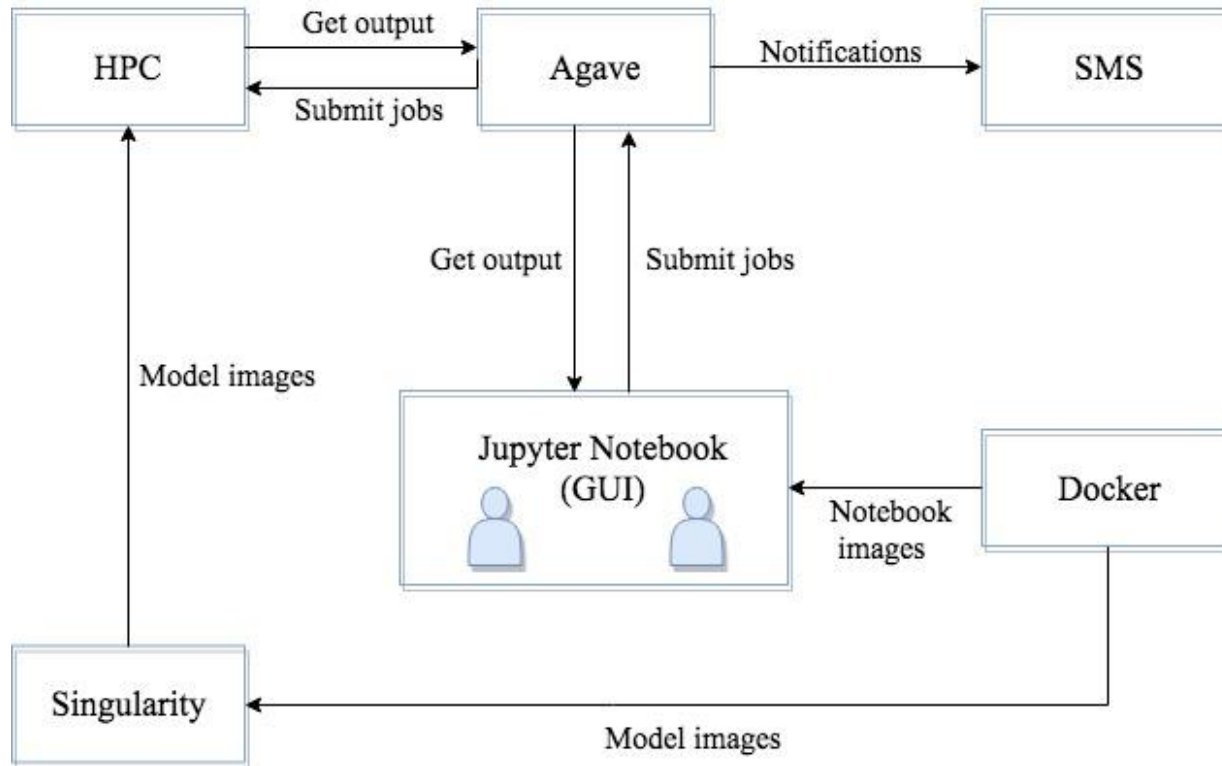 Get output
HPC
Agave
Notifications
SMS
Submit jobs
Get output
Submit jobs
Model images
Jupyter Notebook
(GUI)
Docker
Notebook
images
Singularity
Model images